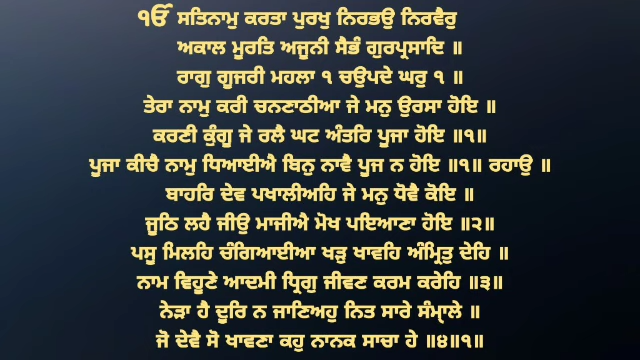 ੴ ਸਤਿਨਾਮੁ ਕਰਤਾ ਪੁਰਖੁ ਨਿਰਭਉ ਨਿਰਵੈਰੁ
ਅਕਾਲ ਮੂਰਤਿ ਅਜੂਨੀ ਸੈਭੰ ਗੁਰਪ੍ਰਸਾਦਿ ॥
ਰਾਗੁ ਗੂਜਰੀ ਮਹਲਾ ੧ ਚਉਪਦੇ ਘਰੁ ੧ ॥
ਤੇਰਾ ਨਾਮੁ ਕਰੀ ਚਨਣਾਠੀਆ ਜੇ ਮਨੁ ਉਰਸਾ ਹੋਇ ॥
ਕਰਣੀ ਕੁੰਗੂ ਜੇ ਰਲੈ ਘਟ ਅੰਤਰਿ ਪੂਜਾ ਹੋਇ ॥੧॥
ਪੂਜਾ ਕੀਚੈ ਨਾਮੁ ਧਿਆਈਐ ਬਿਨੁ ਨਾਵੈ ਪੂਜ ਨ ਹੋਇ ॥੧॥ ਰਹਾਉ ॥
ਬਾਹਰਿ ਦੇਵ ਪਖਾਲੀਅਹਿ ਜੇ ਮਨੁ ਧੋਵੈ ਕੋਇ ॥
ਜੂਠਿ ਲਹੈ ਜੀਉ ਮਾਜੀਐ ਮੋਖ ਪਇਆਣਾ ਹੋਇ ॥੨॥
ਪਸੂ ਮਿਲਹਿ ਚੰਗਿਆਈਆ ਖੜੁ ਖਾਵਹਿ ਅੰਮ੍ਰਿਤੁ ਦੇਹਿ ॥
ਨਾਮ ਵਿਹੂਣੇ ਆਦਮੀ ਧ੍ਰਿਗੁ ਜੀਵਣ ਕਰਮ ਕਰੇਹਿ ॥੩॥
ਨੇੜਾ ਹੈ ਦੂਰਿ ਨ ਜਾਣਿਅਹੁ ਨਿਤ ਸਾਰੇ ਸੰਮ੍ਹਾਲੇ ॥
ਜੋ ਦੇਵੈ ਸੋ ਖਾਵਣਾ ਕਹੁ ਨਾਨਕ ਸਾਚਾ ਹੇ ॥੪॥੧॥